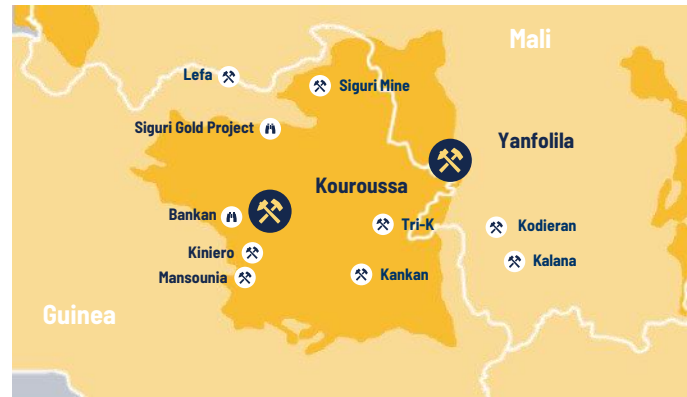 Mali
Lefa
Siguri Mine
Siguri Gold Project
Yanfolila
Kouroussa
Bankan
Tri-K
Kodieran
Kiniero
Kalana
Mansounia
Kankan
Guinea